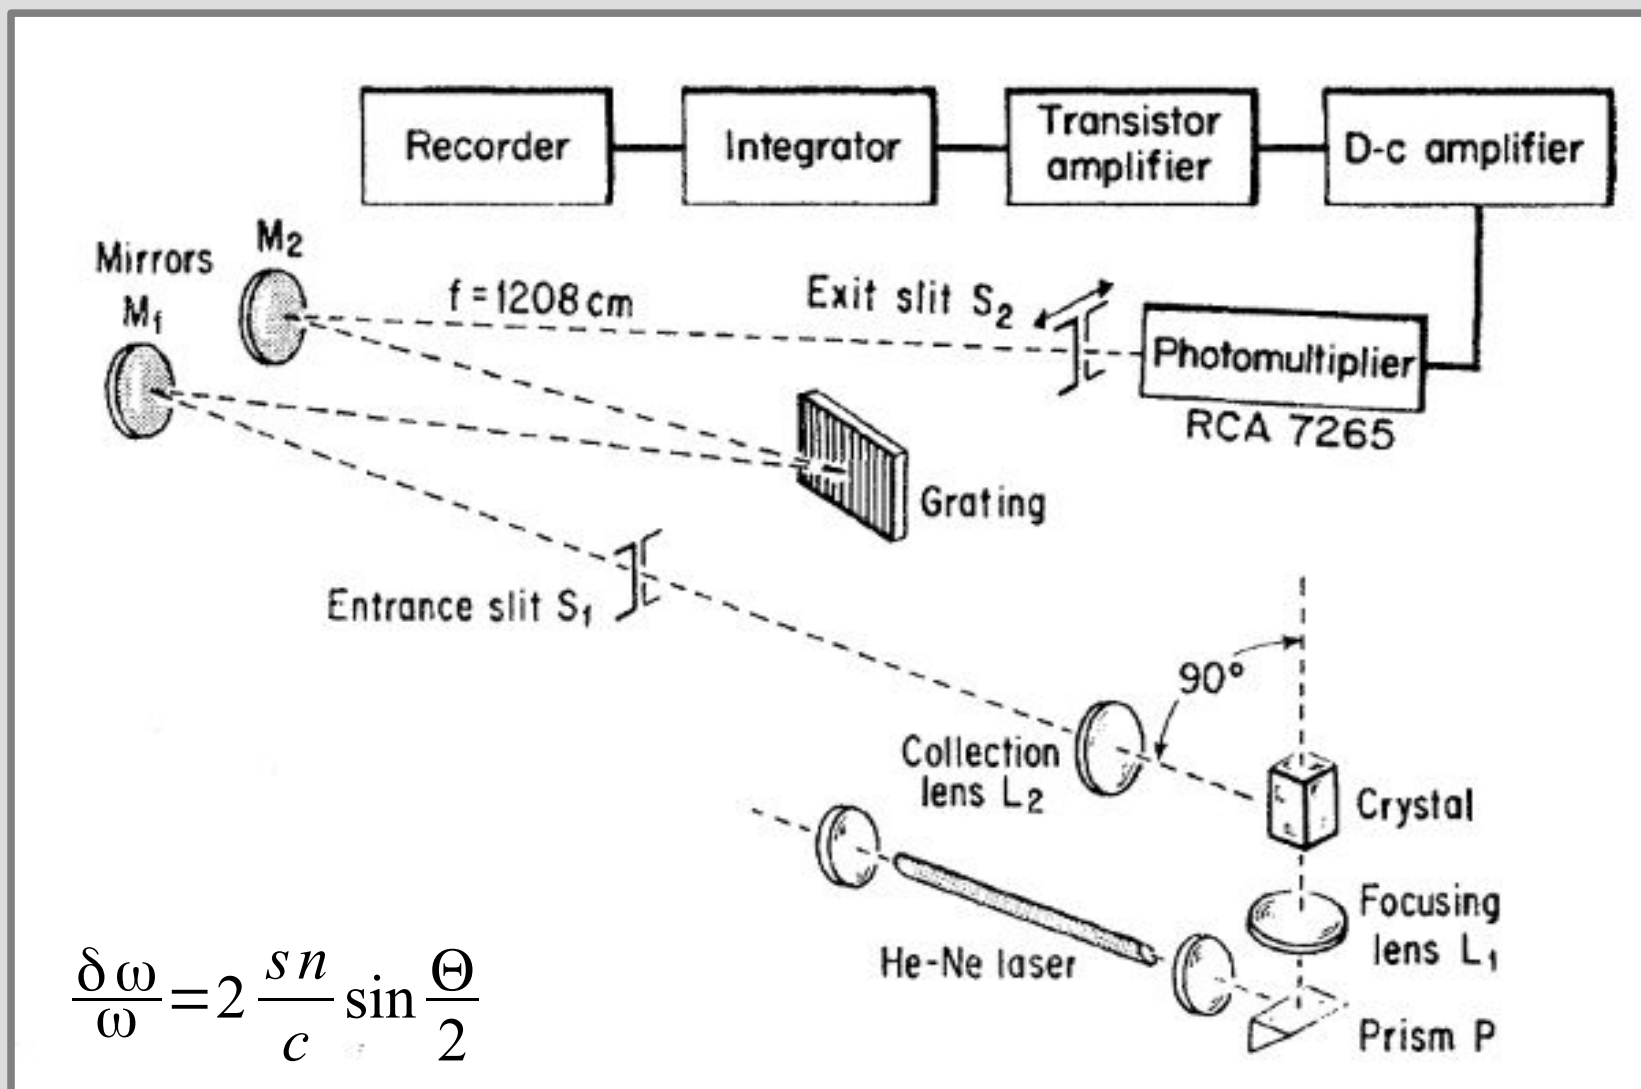 Recorder
Integrator
Transistor
amplifier
D-c amplifier
Mirrors
M₁
M₂
f = 1208 cm
Exit slit S₂
Photomultiplier
RCA 7265
Grating
Entrance slit S₁
90°
Collection
lens L₂
Crystal
He-Ne laser
Focusing
lens L₁
Prism P
δω/ω = 2 sn/c sin Θ/2